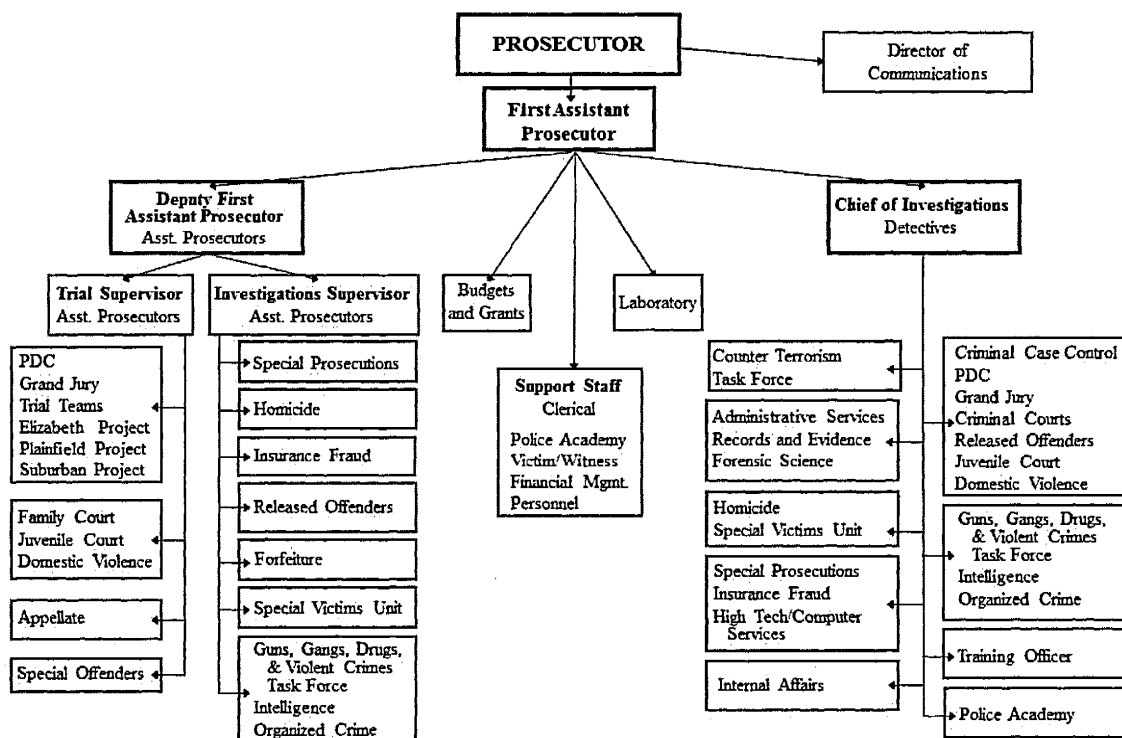 PROSECUTOR
Director of
Communications
First Assistant
Prosecutor
Deputy First
Assistant Prosecutor
Asst. Prosecutors
Chief of Investigations
Detectives
Trial Supervisor
Asst. Prosecutors
Investigations Supervisor
Asst. Prosecutors
Budgets
and Grants
Laboratory
PDC
Grand Jury
Trial Teams
Elizabeth Project
Plainfield Project
Suburban Project
Family Court
Juvenile Court
Domestic Violence
Appellate
Special Offenders
Special Prosecutions
Homicide
Insurance Fraud
Released Offenders
Forfeiture
Special Victims Unit
Guns, Gangs, Drugs,
& Violent Crimes
Task Force
Intelligence
Organized Crime
Support Staff
Clerical
Police Academy
Victim/Witness
Financial Mgmt.
Personnel
Counter Terrorism
Task Force
Administrative Services
Records and Evidence
Forensic Science
Homicide
Special Victims Unit
Special Prosecutions
Insurance Fraud
High Tech/Computer
Services
Internal Affairs
Criminal Case Control
PDC
Grand Jury
Criminal Courts
Released Offenders
Juvenile Court
Domestic Violence
Guns, Gangs, Drugs,
& Violent Crimes
Task Force
Intelligence
Organized Crime
Training Officer
Police Academy